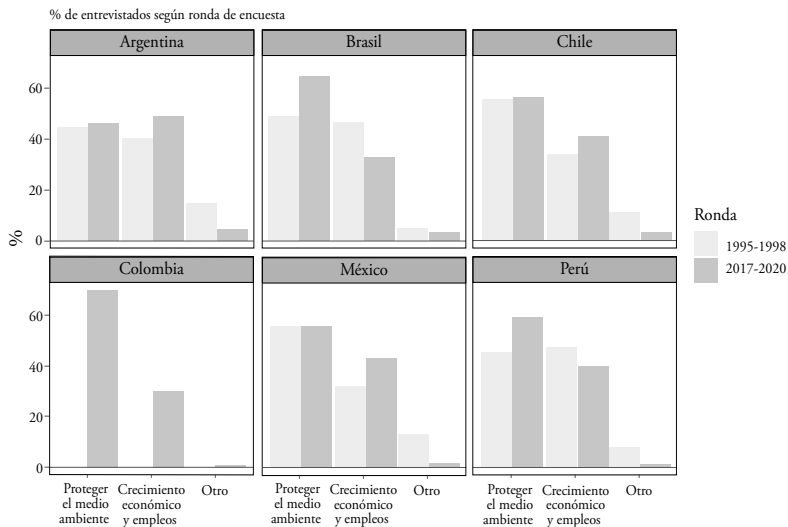 % de entrevistados según ronda de encuesta
Argentina
Brasil
Chile
60
40
20
0
%
Colombia
México
Perú
60
40
20
0
Proteger
el medio
ambiente
Crecimiento
económico
y empleos
Otro
Proteger
el medio
ambiente
Crecimiento
económico
y empleos
Otro
Proteger
el medio
ambiente
Crecimiento
económico
y empleos
Otro
Ronda
1995-1998
2017-2020